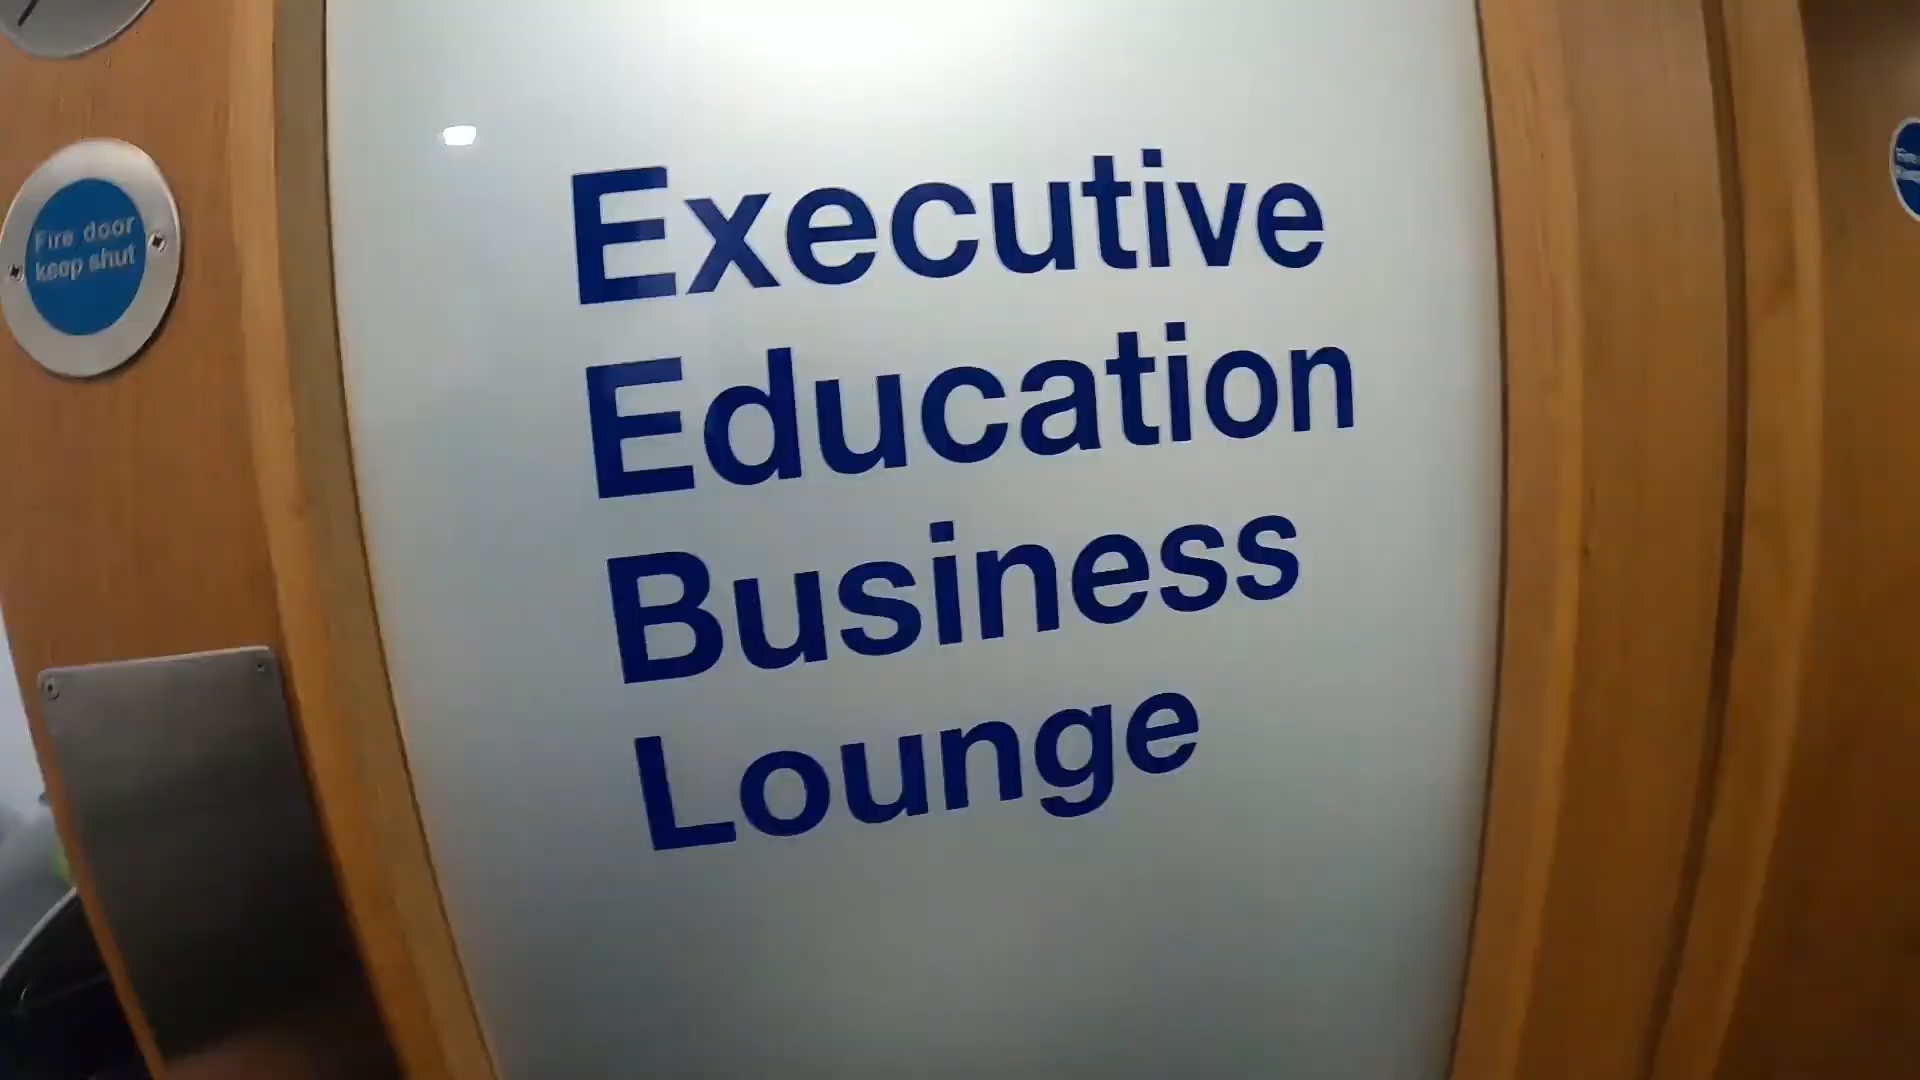 Executive
Education
Business
Lounge
Fire door
keep shut